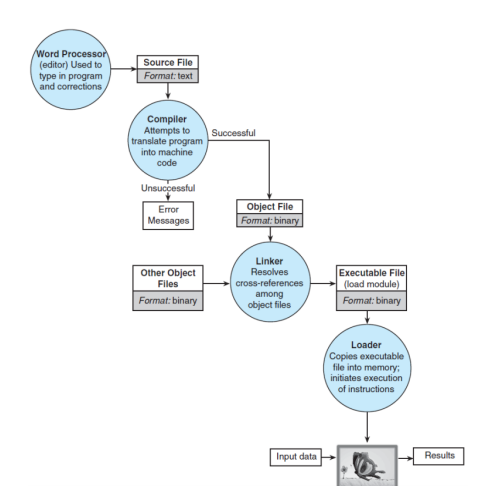 Word Processor
(editor) Used to
type in program
and corrections
Source File
Format: text
Compiler
Attempts to
translate program
into machine
code
Successful
Unsuccessful
Error
Messages
Object File
Format: binary
Other Object
Files
Format: binary
Linker
Resolves
cross-references
among
object files
Executable File
(load module)
Format: binary
Loader
Copies executable
file into memory;
initiates execution
of instructions
Input data
Results